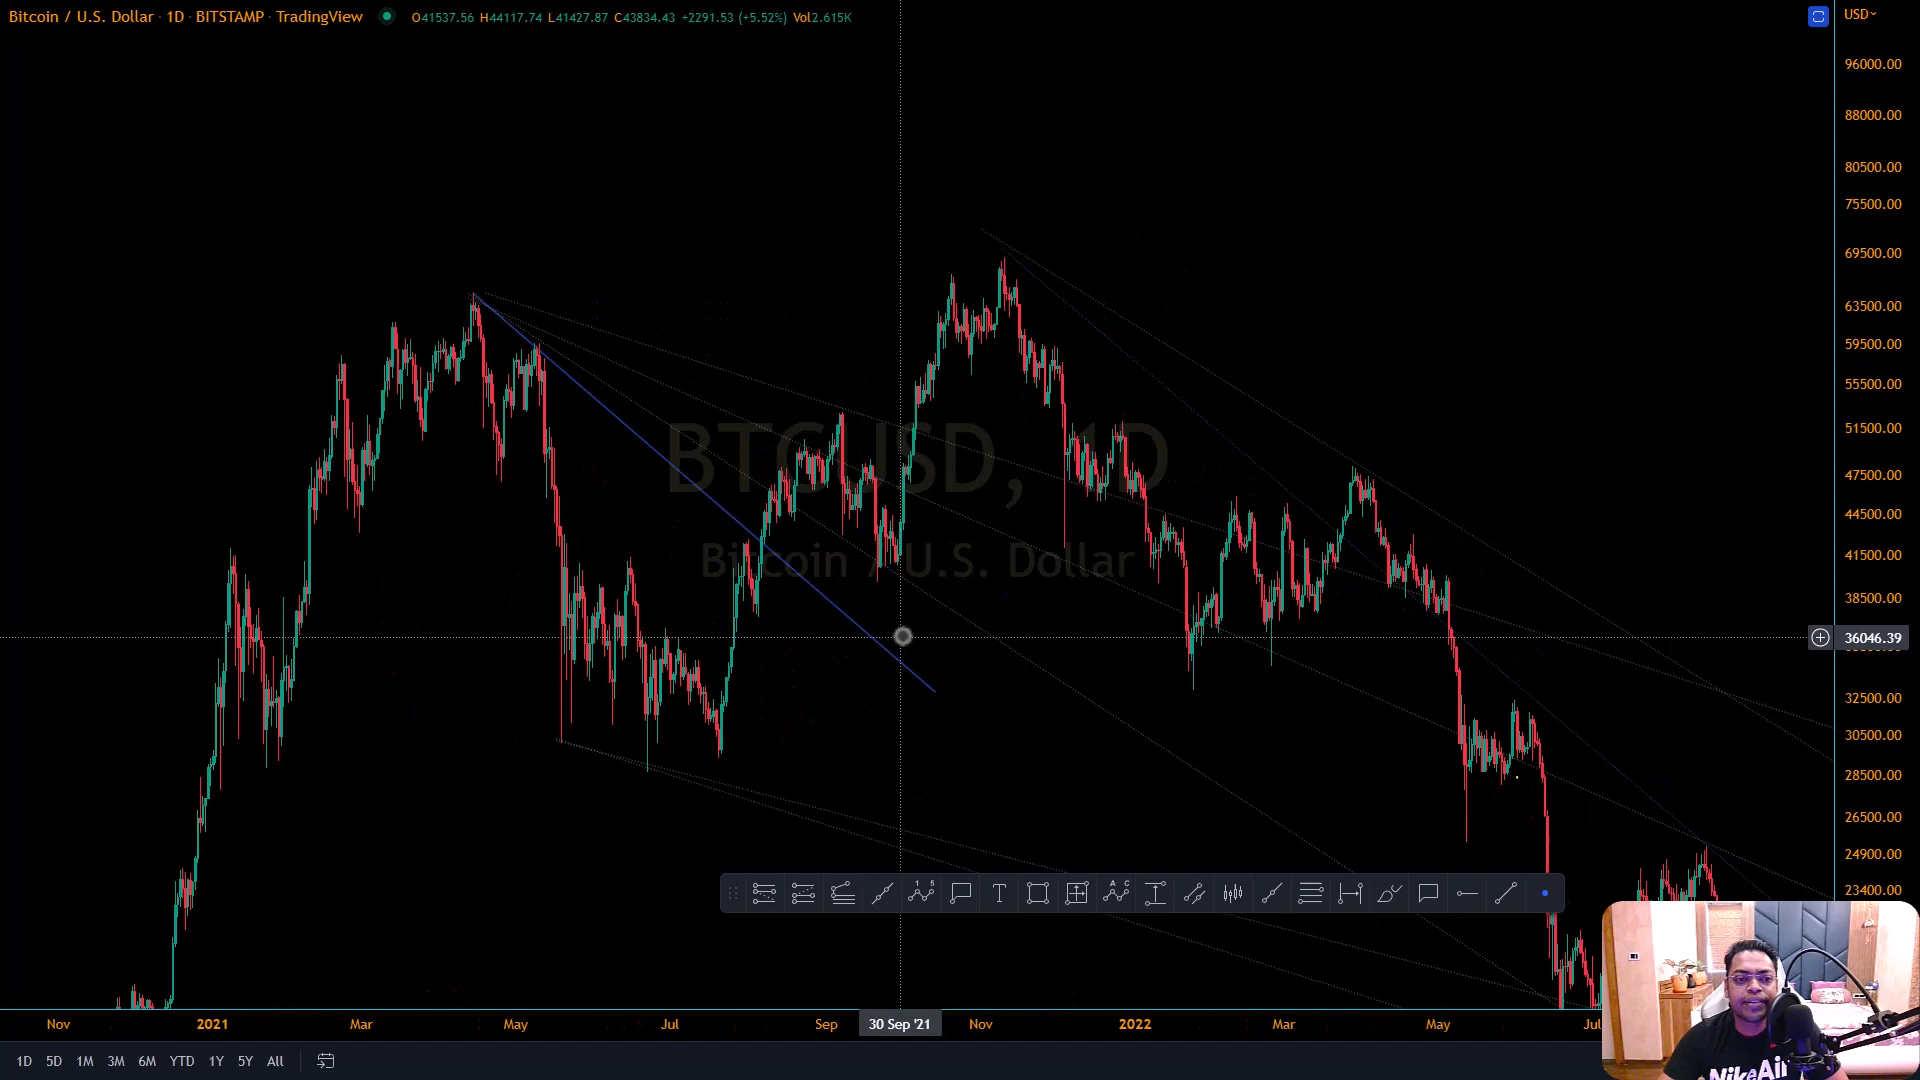 Bitcoin / U.S. Dollar · 1D · BITSTAMP · TradingView O41537.56 H44117.74 L41427.87 C43834.43 +2291.53 (+5.52%) Vol2.615K
USD
96000.00
88000.00
80500.00
75500.00
69500.00
63500.00
59500.00
55500.00
51500.00
47500.00
44500.00
41500.00
38500.00
36046.39
32500.00
30500.00
28500.00
26500.00
24900.00
23400.00
BTCUSD, 1D
Bitcoin / U.S. Dollar
1 5
T
A C
Nov 2021 Mar May Jul Sep 30 Sep '21 Nov 2022 Mar May Jul
1D 5D 1M 3M 6M YTD 1Y 5Y All
NikeAir